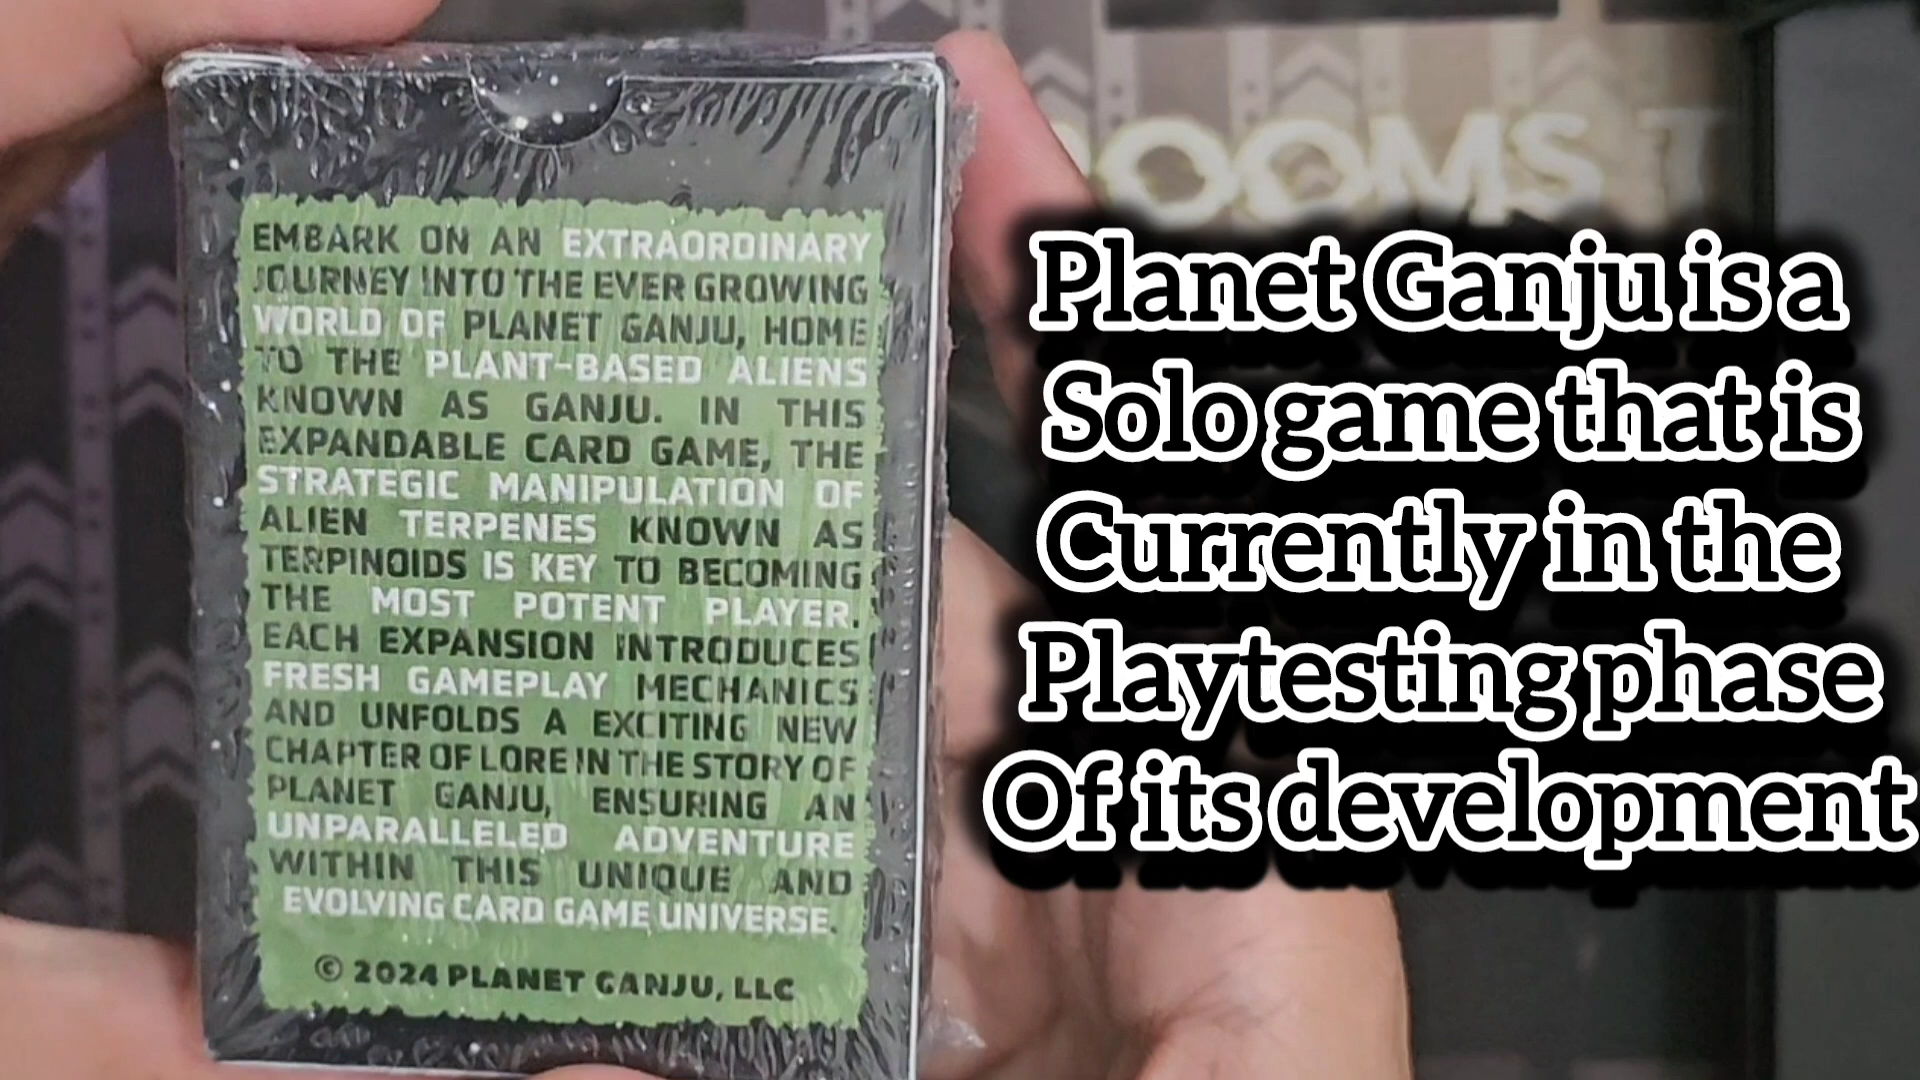 EMBARK ON AN EXTRAORDINARY
JOURNEY INTO THE EVER GROWING
WORLD OF PLANET GANJU, HOME
TO THE PLANT-BASED ALIENS
KNOWN AS GANJU. IN THIS
EXPANDABLE CARD GAME, THE
STRATEGIC MANIPULATION OF
ALIEN TERPENES KNOWN AS
TERPINOIDS IS KEY TO BECOMING
THE MOST POTENT PLAYER.
EACH EXPANSION INTRODUCES
FRESH GAMEPLAY MECHANICS
AND UNFOLDS A EXCITING NEW
CHAPTER OF LORE IN THE STORY OF
PLANET GANJU, ENSURING AN
UNPARALLELED ADVENTURE
WITHIN THIS UNIQUE AND
EVOLVING CARD GAME UNIVERSE.
© 2024 PLANET GANJU, LLC
Planet Ganju is a
Solo game that is
Currently in the
Playtesting phase
Of its development